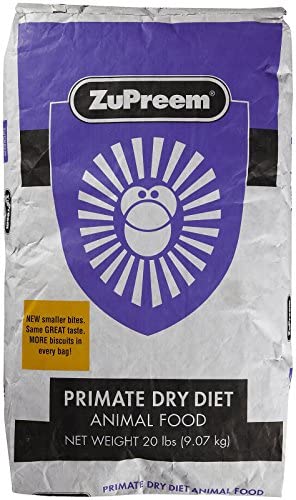 ZuPreem®
NEW smaller bites.
Same GREAT taste.
MORE biscuits in
every bag!
PRIMATE DRY DIET
ANIMAL FOOD
NET WEIGHT 20 lbs (9.07 kg)
PRIMATE DRY DIET ANIMAL FOOD